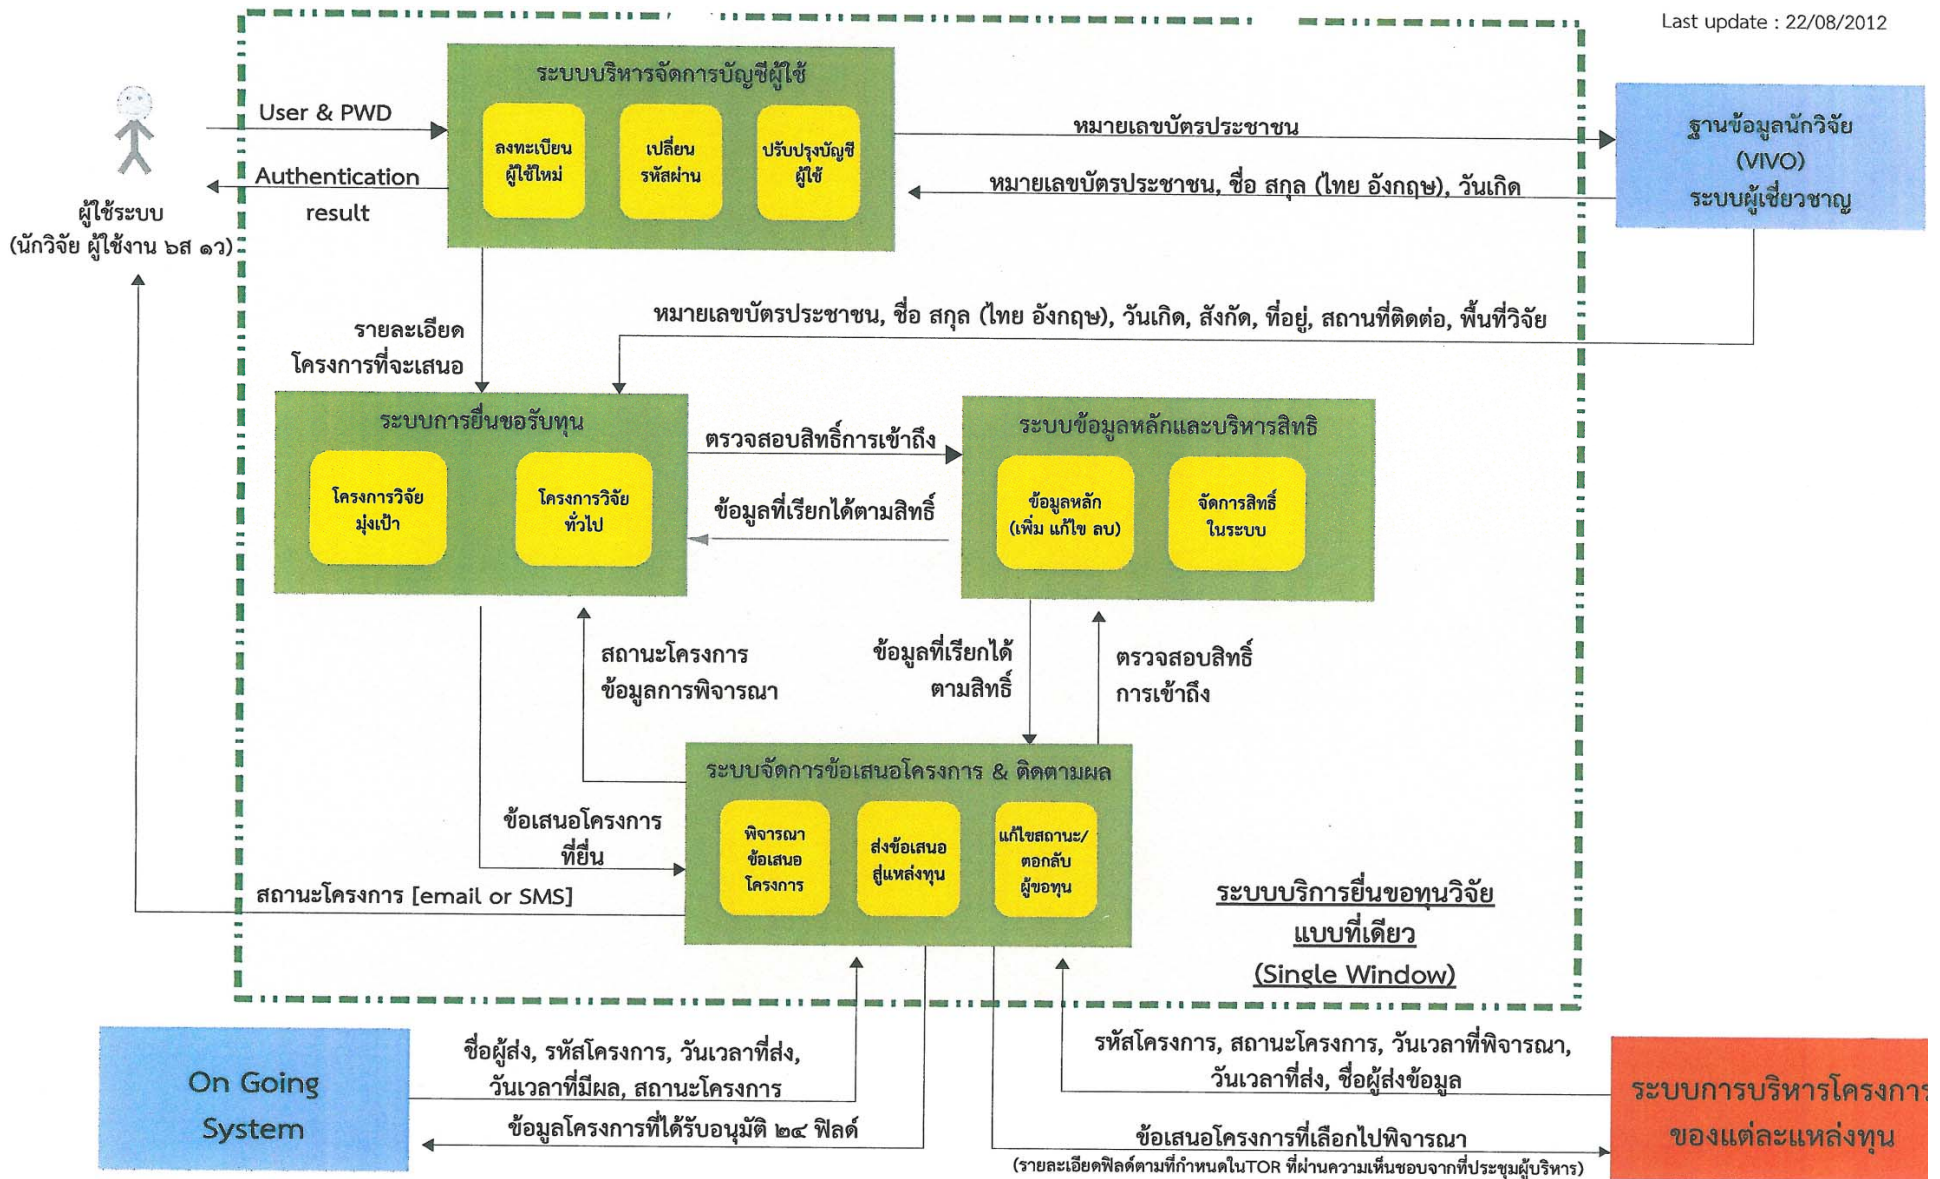 Last update : 22/08/2012
ระบบบริหารจัดการบัญชีผู้ใช้
ลงทะเบียน
ผู้ใช้ใหม่
เปลี่ยน
รหัสผ่าน
ปรับปรุงบัญชี
ผู้ใช้
User & PWD
Authentication
result
ผู้ใช้ระบบ
(นักวิจัย ผู้ใช้งาน ๖ส ๑ว)
หมายเลขบัตรประชาชน
หมายเลขบัตรประชาชน, ชื่อ สกุล (ไทย อังกฤษ), วันเกิด
ฐานข้อมูลนักวิจัย
(VIVO)
ระบบผู้เชี่ยวชาญ
รายละเอียด
โครงการที่จะเสนอ
หมายเลขบัตรประชาชน, ชื่อ สกุล (ไทย อังกฤษ), วันเกิด, สังกัด, ที่อยู่, สถานที่ติดต่อ, พื้นที่วิจัย
ระบบการยื่นขอรับทุน
โครงการวิจัย
มุ่งเป้า
โครงการวิจัย
ทั่วไป
ตรวจสอบสิทธิ์การเข้าถึง
ข้อมูลที่เรียกได้ตามสิทธิ์
ระบบข้อมูลหลักและบริหารสิทธิ
ข้อมูลหลัก
(เพิ่ม แก้ไข ลบ)
จัดการสิทธิ์
ในระบบ
สถานะโครงการ
ข้อมูลการพิจารณา
ข้อมูลที่เรียกได้
ตามสิทธิ์
ตรวจสอบสิทธิ์
การเข้าถึง
ระบบจัดการข้อเสนอโครงการ & ติดตามผล
พิจารณา
ข้อเสนอ
โครงการ
ส่งข้อเสนอ
สู่แหล่งทุน
แก้ไขสถานะ/
ตอกลับ
ผู้ขอทุน
ข้อเสนอโครงการ
ที่ยื่น
สถานะโครงการ [email or SMS]
ระบบบริการยื่นขอทุนวิจัย
แบบที่เดียว
(Single Window)
On Going
System
ชื่อผู้ส่ง, รหัสโครงการ, วันเวลาที่ส่ง,
วันเวลาที่มีผล, สถานะโครงการ
ข้อมูลโครงการที่ได้รับอนุมัติ ๒๔ ฟิลด์
รหัสโครงการ, สถานะโครงการ, วันเวลาที่พิจารณา,
วันเวลาที่ส่ง, ชื่อผู้ส่งข้อมูล
ข้อเสนอโครงการที่เลือกไปพิจารณา
(รายละเอียดฟิลด์ตามที่กำหนดในTOR ที่ผ่านความเห็นชอบจากที่ประชุมผู้บริหาร)
ระบบการบริหารโครงการ
ของแต่ละแหล่งทุน